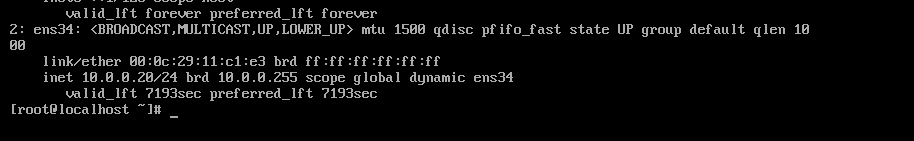 valid_lft forever preferred_lft forever
2: ens34: <BROADCAST,MULTICAST,UP,LOWER_UP> mtu 1500 qdisc pfifo_fast state UP group default qlen 10
00
link/ether 00:0c:29:11:c1:e3 brd ff:ff:ff:ff:ff:ff
inet 10.0.0.20/24 brd 10.0.0.255 scope global dynamic ens34
valid_lft 7193sec preferred_lft 7193sec
[root@localhost ~]# _